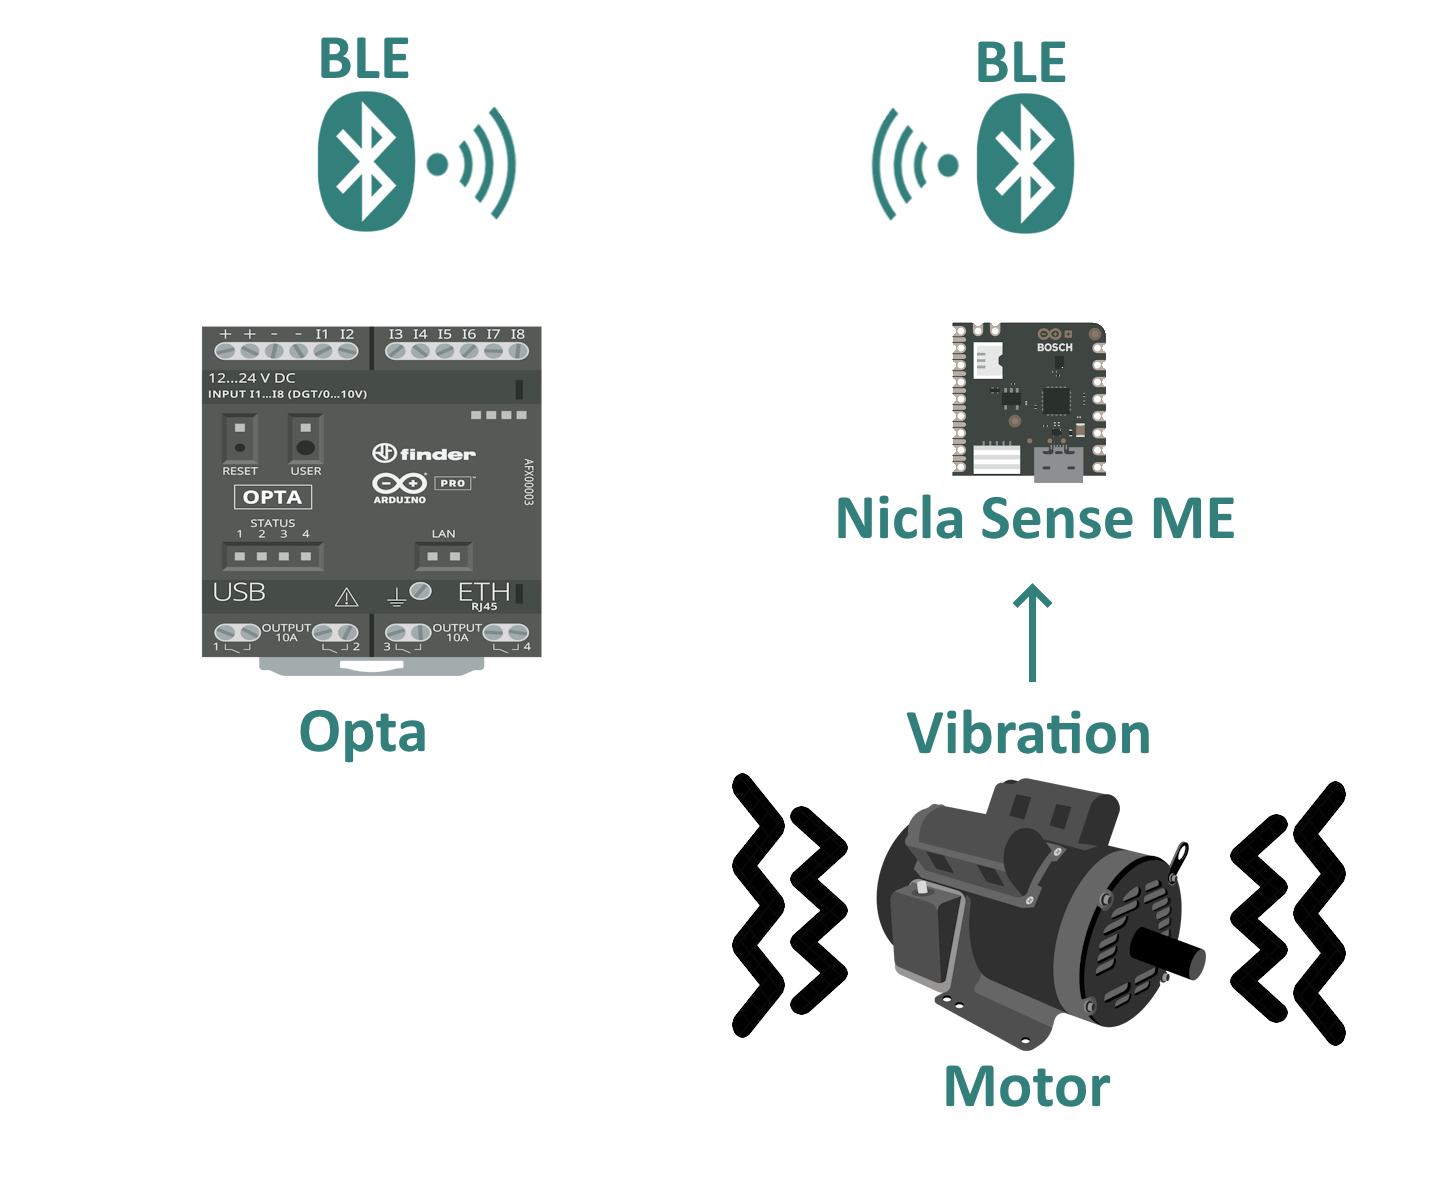 BLE
BLE
+ + - - I1 I2 I3 I4 I5 I6 I7 I8
12...24 V DC
INPUT I1...I8 (DGT/0...10V)
RESET USER
finder
ARDUINO PRO
AFX00003
OPTA
STATUS
1 2 3 4
LAN
USB
ETH
RJ45
OUTPUT
10A
1 2
OUTPUT
10A
3 4
Opta
BOSCH
Nicla Sense ME
Vibration
Motor